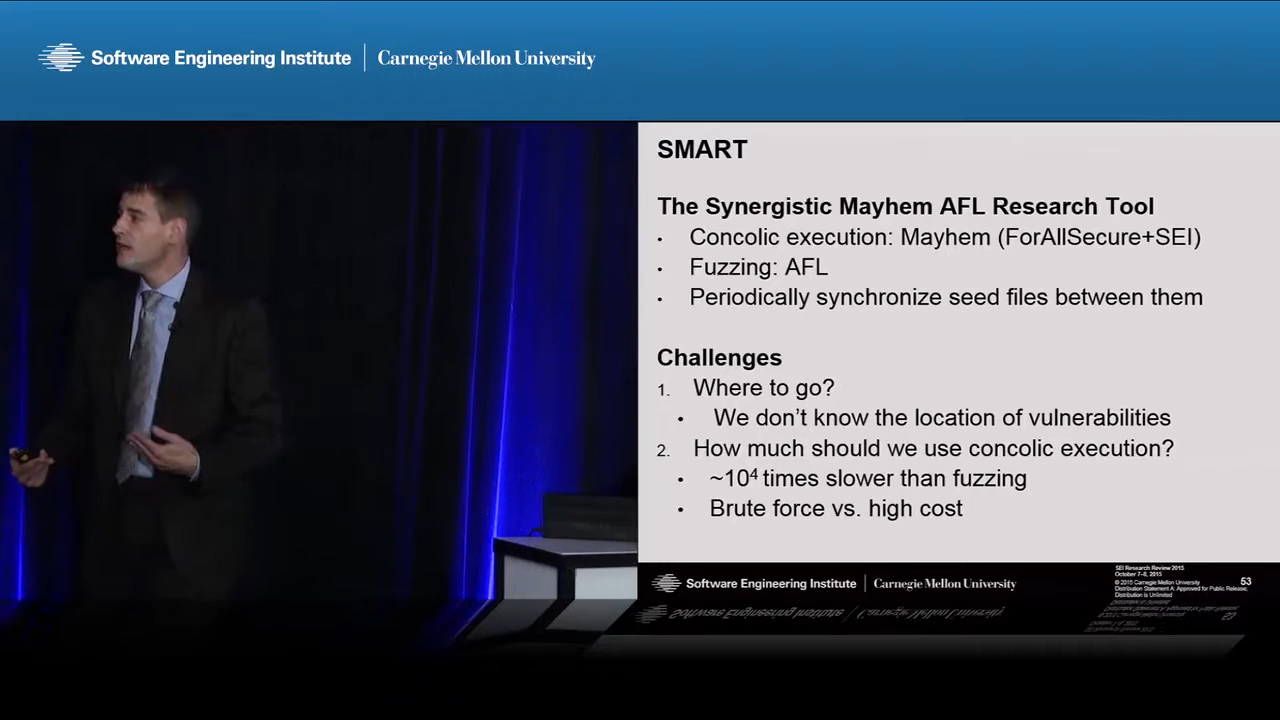 Software Engineering Institute | Carnegie Mellon University
SMART
The Synergistic Mayhem AFL Research Tool
• Concolic execution: Mayhem (ForAllSecure+SEI)
• Fuzzing: AFL
• Periodically synchronize seed files between them
Challenges
1. Where to go?
• We don’t know the location of vulnerabilities
2. How much should we use concolic execution?
• ~10⁴ times slower than fuzzing
• Brute force vs. high cost
Software Engineering Institute | Carnegie Mellon University
SEI Research Review 2015
October 7-8, 2015
© 2015 Carnegie Mellon University
Distribution Statement A: Approved for Public Release;
Distribution is Unlimited
53